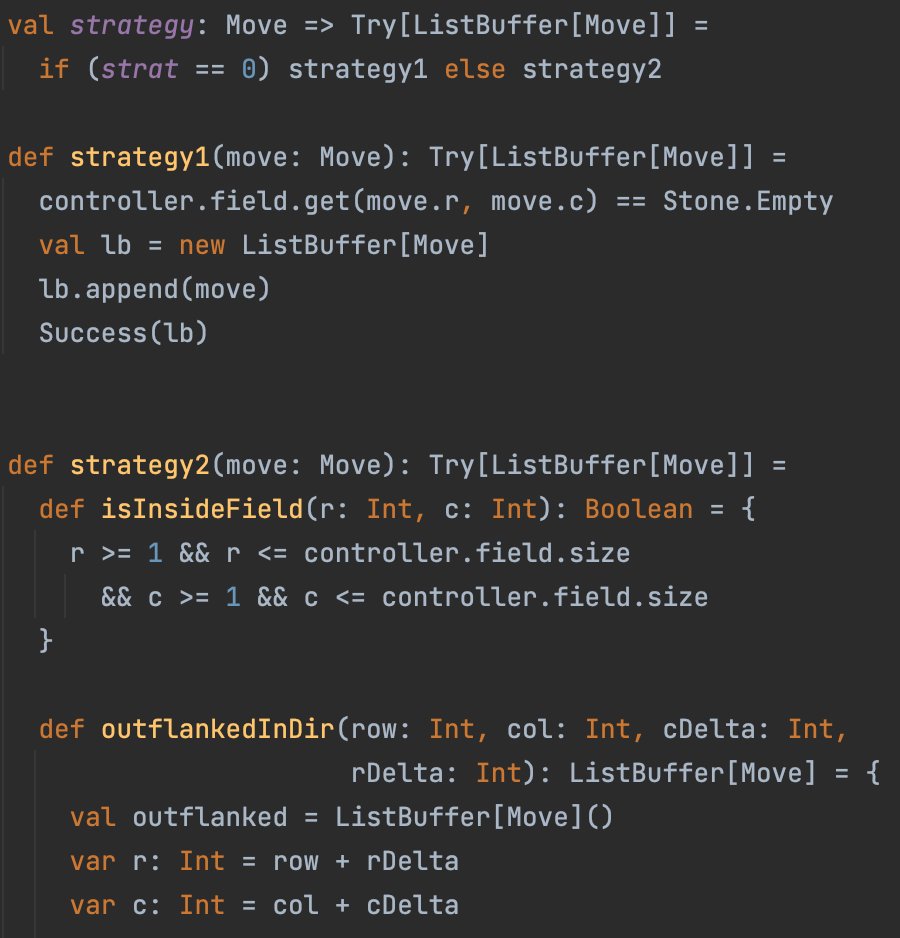 val strategy: Move => Try[ListBuffer[Move]] =
if (strat == 0) strategy1 else strategy2
def strategy1(move: Move): Try[ListBuffer[Move]] =
controller.field.get(move.r, move.c) == Stone.Empty
val lb = new ListBuffer[Move]
lb.append(move)
Success(lb)
def strategy2(move: Move): Try[ListBuffer[Move]] =
def isInsideField(r: Int, c: Int): Boolean = {
r >= 1 && r <= controller.field.size
&& c >= 1 && c <= controller.field.size
}
def outflankedInDir(row: Int, col: Int, cDelta: Int,
rDelta: Int): ListBuffer[Move] = {
val outflanked = ListBuffer[Move]()
var r: Int = row + rDelta
var c: Int = col + cDelta